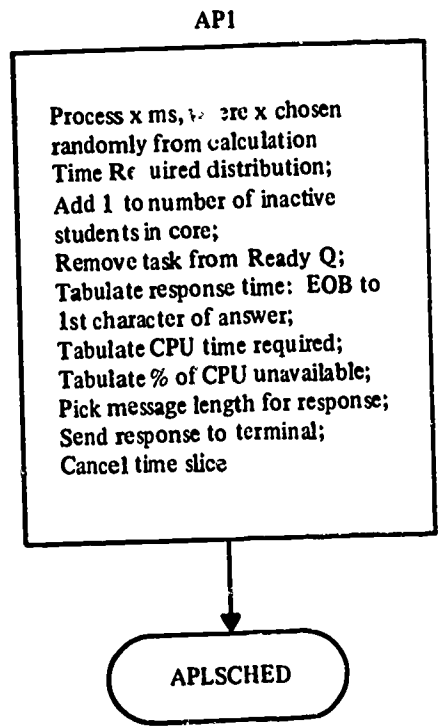 AP1
Process x ms, x chosen
randomly from calculation
Time distribution;
Add 1 to number of inactive
students in core;
Remove task from Ready Q;
Tabulate response time: EOB to
1st character of answer;
Tabulate CPU time required;
Tabulate % of CPU unavailable;
Pick message length for response;
Send response to terminal;
Cancel time slice
APLSCHED